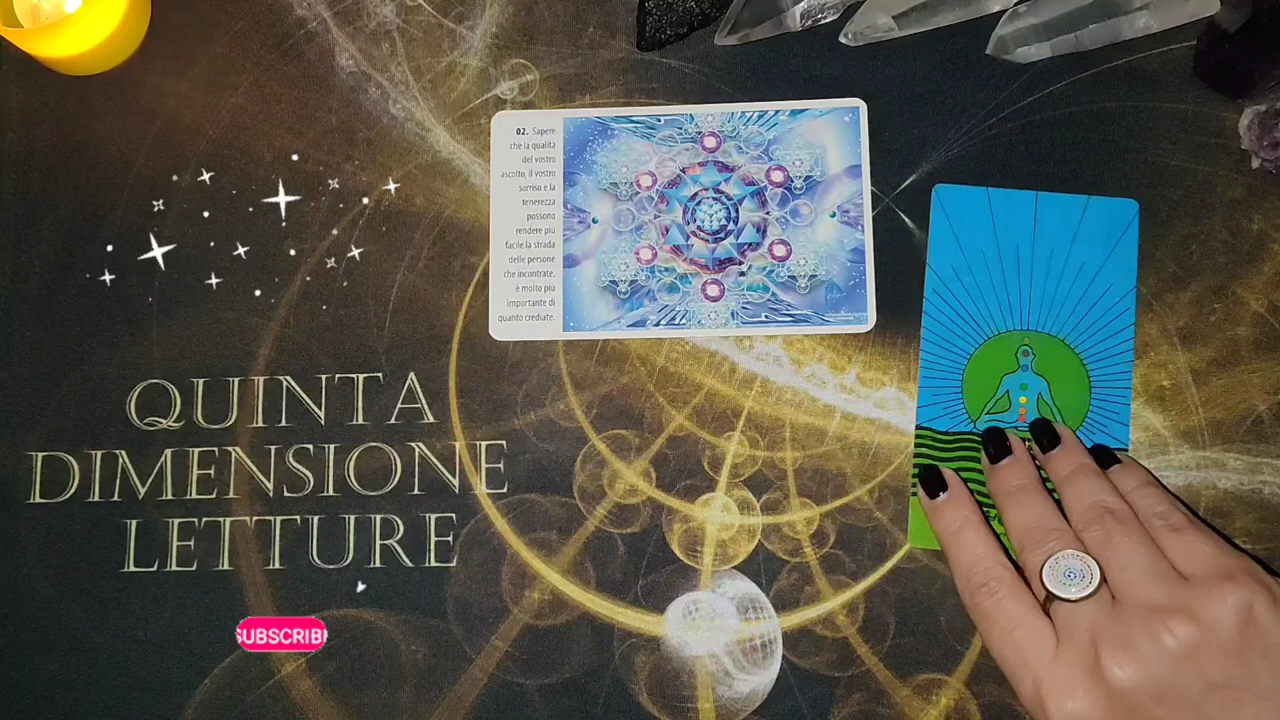 02. Sapere
che la qualità
del vostro
ascolto, il vostro
sorriso e la
tenerezza
possono
rendere più
facile la strada
delle persone
che incontrate,
è molto più
importante di
quanto crediate.
QUINTA
DIMENSIONE
LETTURE
SUBSCRIBE